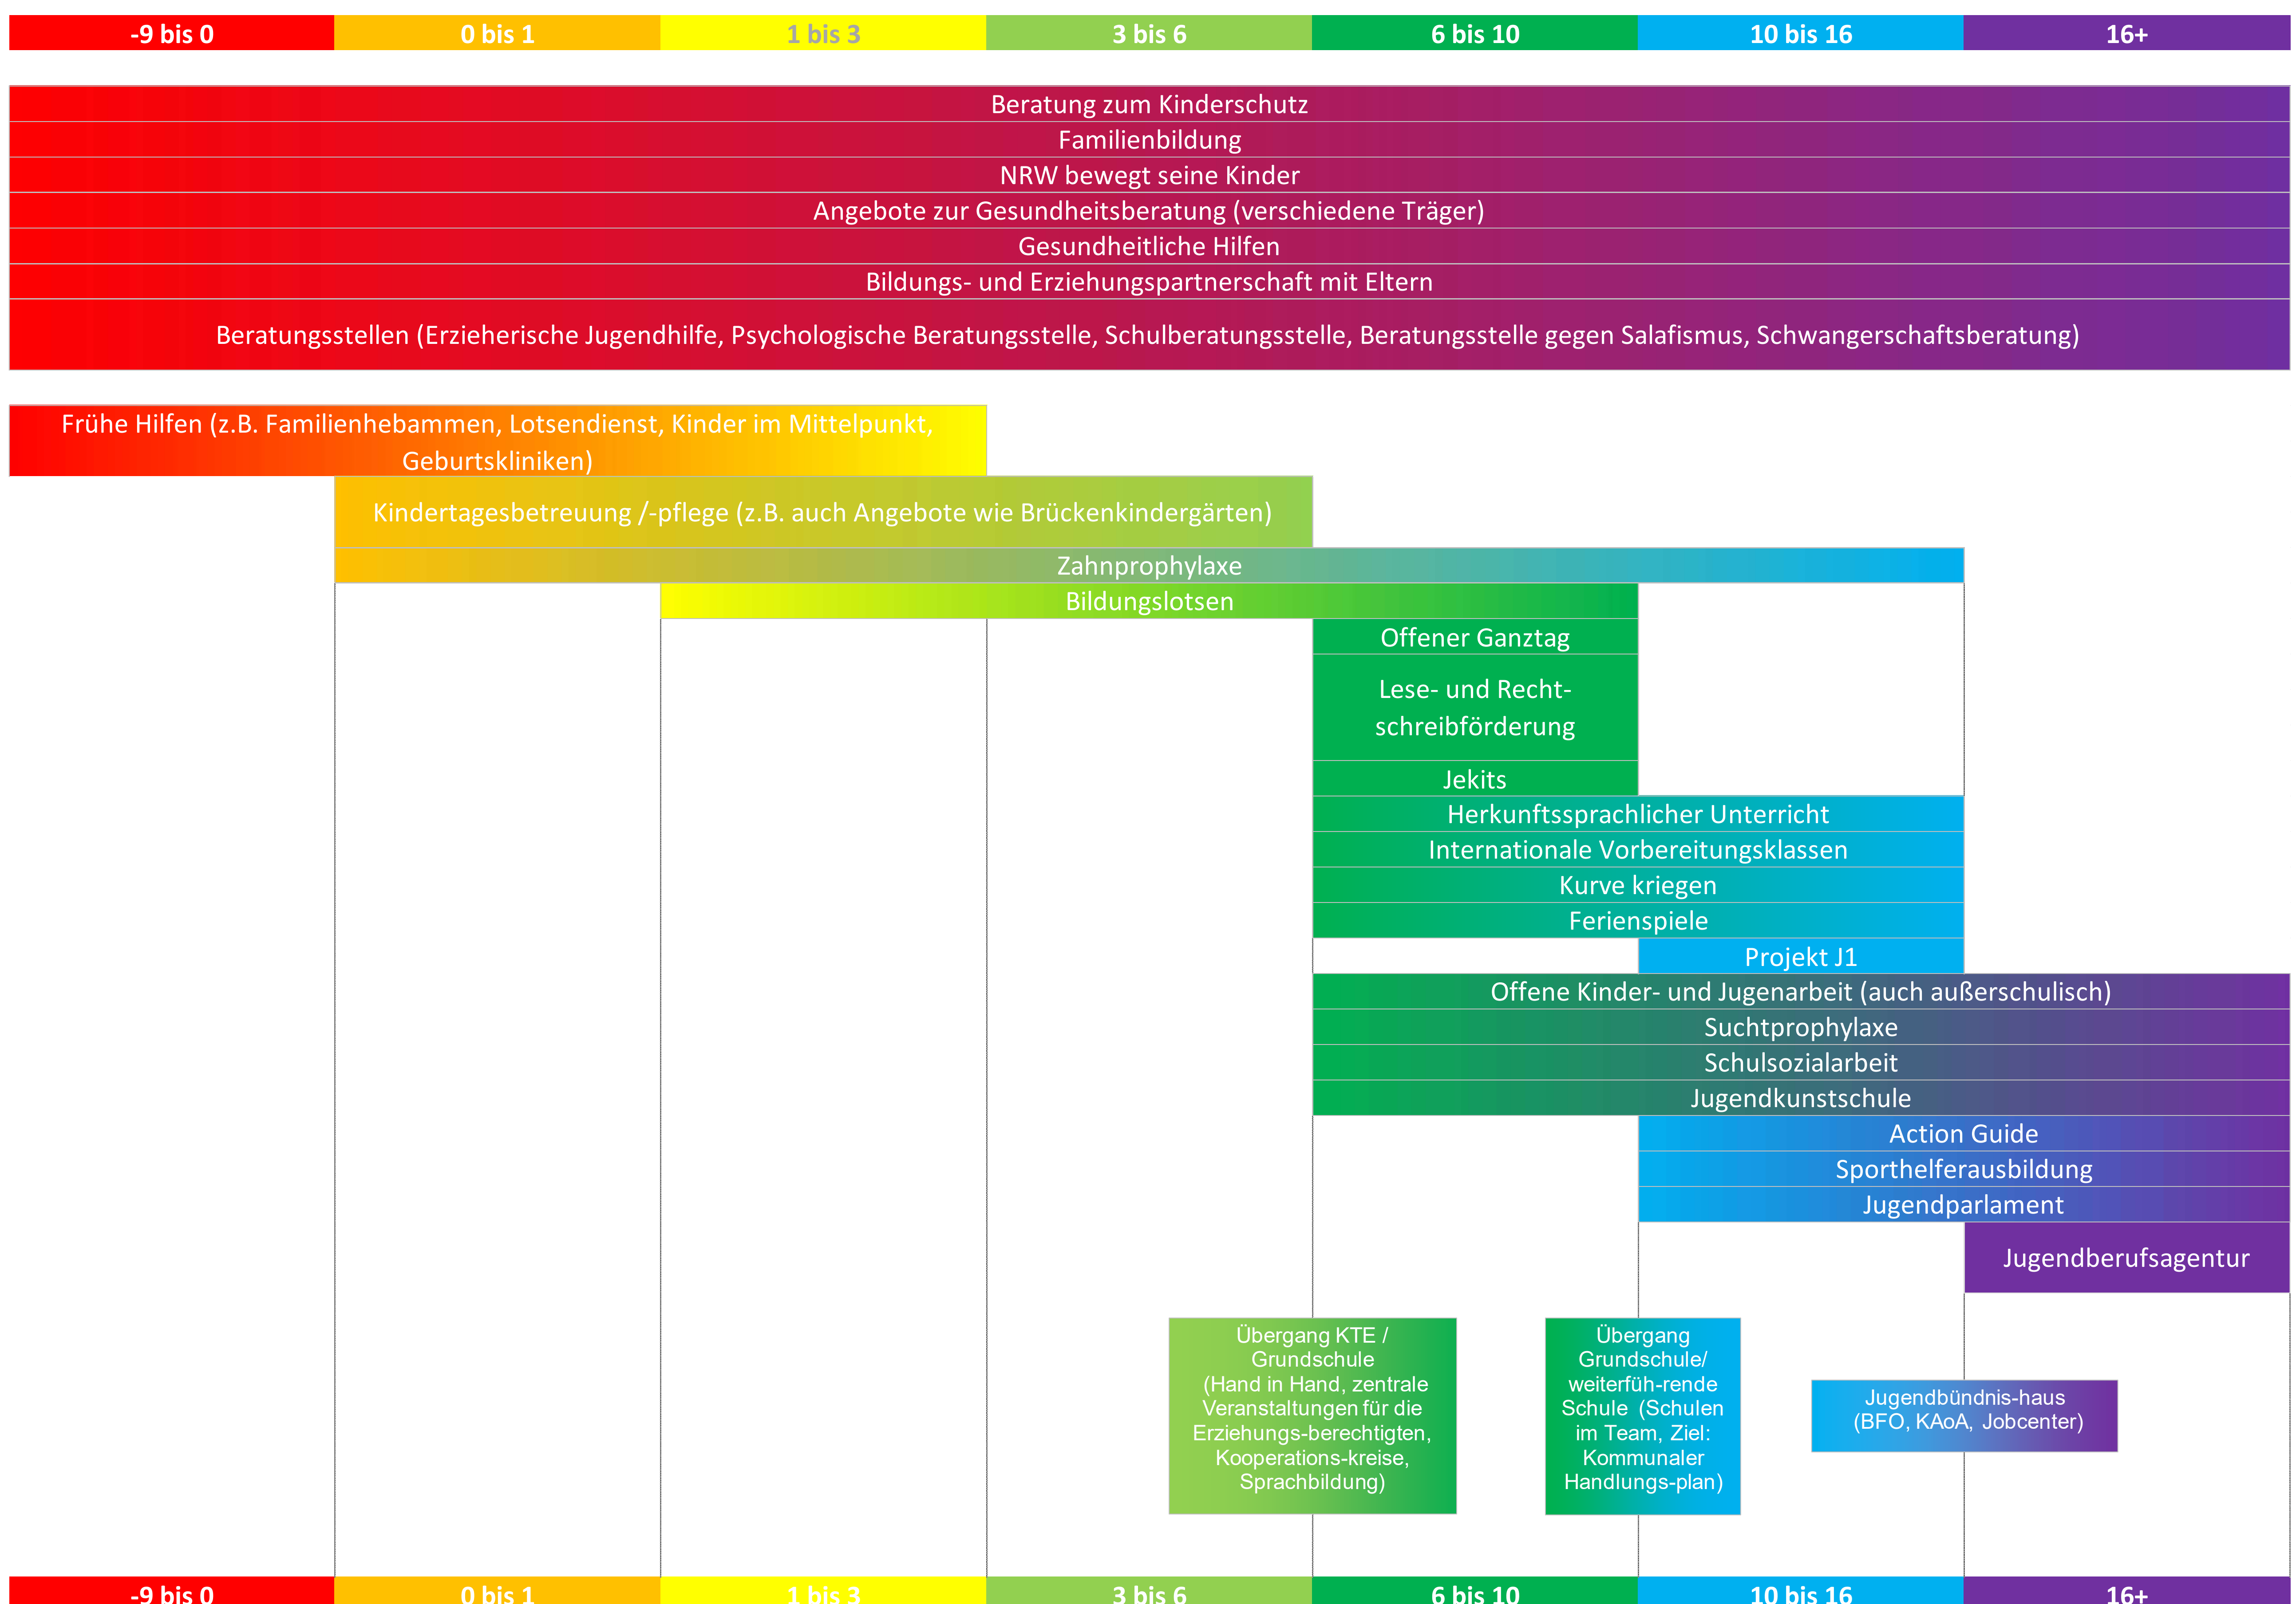 -9 bis 0 0 bis 1 1 bis 3 3 bis 6 6 bis 10 10 bis 16 16+
Beratung zum Kinderschutz
Familienbildung
NRW bewegt seine Kinder
Angebote zur Gesundheitsberatung (verschiedene Träger)
Gesundheitliche Hilfen
Bildungs- und Erziehungspartnerschaft mit Eltern
Beratungsstellen (Erzieherische Jugendhilfe, Psychologische Beratungsstelle, Schulberatungsstelle, Beratungsstelle gegen Salafismus, Schwangerschaftsberatung)
Frühe Hilfen (z.B. Familienhebammen, Lotsendienst, Kinder im Mittelpunkt,
Geburtskliniken)
Kindertagesbetreuung /-pflege (z.B. auch Angebote wie Brückenkindergärten)
Zahnprophylaxe
Bildungslotsen
Offener Ganztag
Lese- und Recht-
schreibförderung
Jekits
Herkunftssprachlicher Unterricht
Internationale Vorbereitungsklassen
Kurve kriegen
Ferienspiele
Projekt J1
Offene Kinder- und Jugenarbeit (auch außerschulisch)
Suchtprophylaxe
Schulsozialarbeit
Jugendkunstschule
Action Guide
Sporthelferausbildung
Jugendparlament
Jugendberufsagentur
Übergang KTE /
Grundschule
(Hand in Hand, zentrale
Veranstaltungen für die
Erziehungs-berechtigten,
Kooperations-kreise,
Sprachbildung)
Übergang
Grundschule/
weiterfüh-rende
Schule (Schulen
im Team, Ziel:
Kommunaler
Handlungs-plan)
Jugendbündnis-haus
(BFO, KAoA, Jobcenter)
-9 bis 0 0 bis 1 1 bis 3 3 bis 6 6 bis 10 10 bis 16 16+